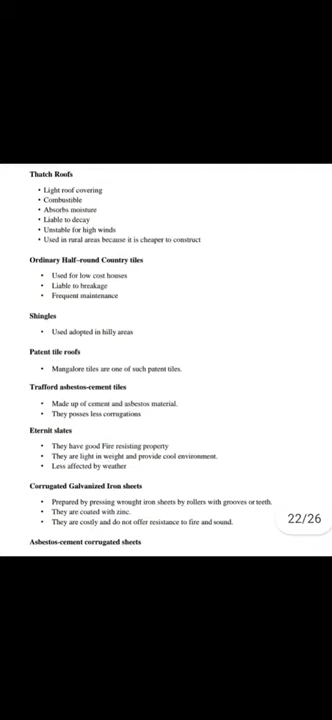 Thatch Roofs
• Light roof covering
• Combustible
• Absorbs moisture
• Liable to decay
• Unstable for high winds
• Used in rural areas because it is cheaper to construct
Ordinary Half–round Country tiles
• Used for low cost houses
• Liable to breakage
• Frequent maintenance
Shingles
• Used adopted in hilly areas
Patent tile roofs
• Mangalore tiles are one of such patent tiles.
Trafford asbestos-cement tiles
• Made up of cement and asbestos material.
• They posses less corrugations
Eternit slates
• They have good Fire resisting property
• They are light in weight and provide cool environment.
• Less affected by weather
Corrugated Galvanized Iron sheets
• Prepared by pressing wrought iron sheets by rollers with grooves or teeth.
• They are coated with zinc.
• They are costly and do not offer resistance to fire and sound.
22/26
Asbestos-cement corrugated sheets